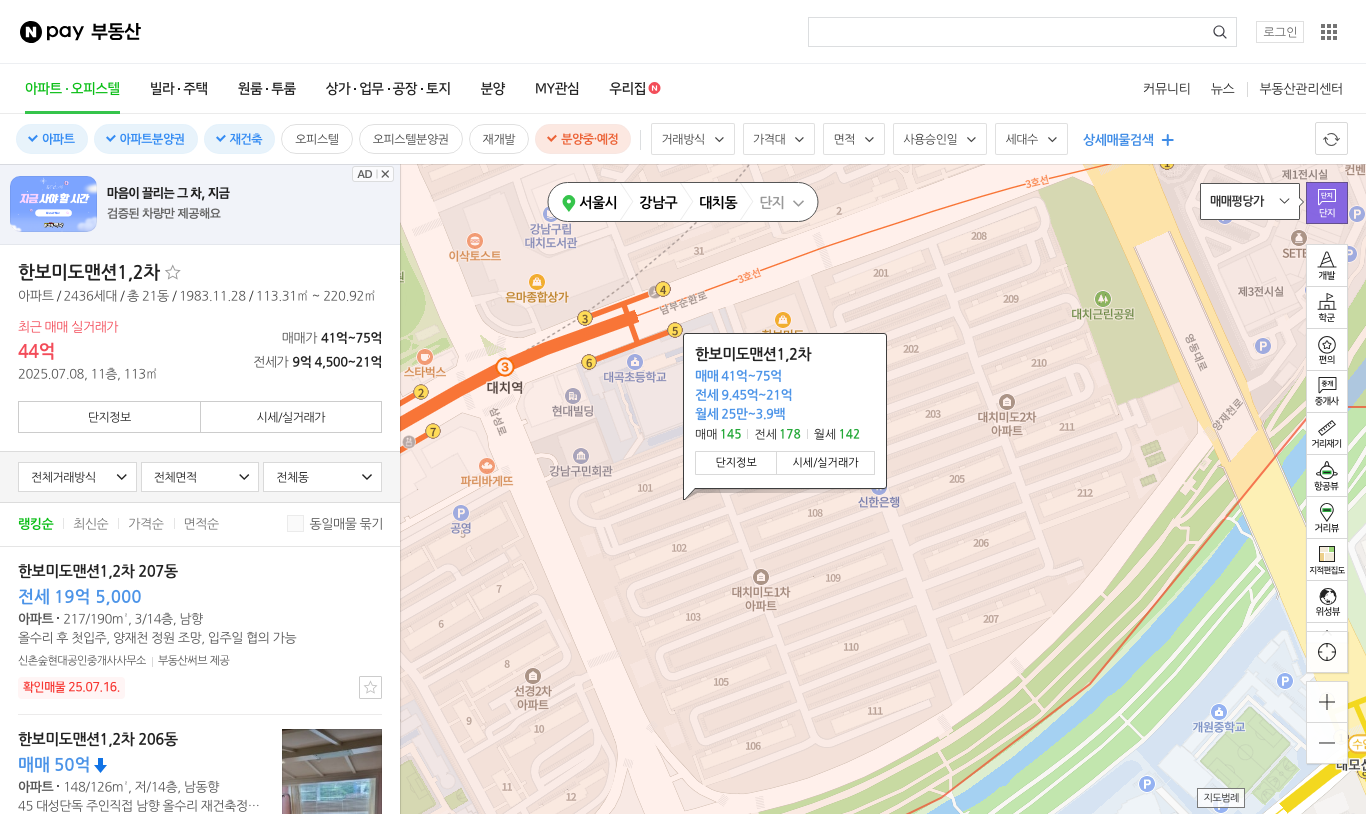 N pay 부동산
로그인
아파트·오피스텔
빌라·주택
원룸·투룸
상가·업무·공장·토지
분양
MY관심
우리집 N
커뮤니티
뉴스
부동산관리센터
아파트
아파트분양권
재건축
오피스텔
오피스텔분양권
재개발
분양중·예정
거래방식
가격대
면적
사용승인일
세대수
상세매물검색
지금 사야 할 시간
마음이 끌리는 그 차, 지금
검증된 차량만 제공해요
AD
한보미도맨션1,2차
아파트 / 2436세대 / 총 21동 / 1983.11.28 / 113.31㎡ ~ 220.92㎡
최근 매매 실거래가
44억
2025.07.08, 11층, 113㎡
매매가 41억~75억
전세가 9억 4,500~21억
단지정보
시세/실거래가
전체거래방식
전체면적
전체동
랭킹순
최신순
가격순
면적순
동일매물 묶기
한보미도맨션1,2차 207동
전세 19억 5,000
아파트 · 217/190㎡, 3/14층, 남향
올수리 후 첫입주, 양재천 정원 조망, 입주일 협의 가능
신촌숲현대공인중개사사무소
부동산써브 제공
확인매물 25.07.16.
한보미도맨션1,2차 206동
매매 50억
아파트 · 148/126㎡, 저/14층, 남동향
45 대성단독 주인직접 남향 올수리 재건축정…
서울시
강남구
대치동
단지
강남구립
대치도서관
이삭토스트
은마종합상가
31
2
3호선
3호선
1
208
201
209
202
210
203
211
205
212
206
207
101
108
102
109
103
110
105
111
106
3
7
6
8
9
10
11
12
4
3
5
6
2
7
3
대치역
남부순환로
삼성로
영동대로
양재천로
대치근린공원
스타벅스
대곡초등학교
현대빌딩
강남구민회관
파리바게뜨
공영
신한은행
대치미도2차
아파트
대치미도1차
아파트
선경2차
아파트
개원중학교
제1전시실
제3전시실
컨벤
SETE
P
P
P
P
P
한보미도맨션1,2차
매매 41억~75억
전세 9.45억~21억
월세 25만~3.9백
매매 145
전세 178
월세 142
단지정보
시세/실거래가
매매평당가
단지
단지
개발
학군
편의
중개
중개사
거리재기
항공뷰
거리뷰
지적편집도
위성뷰
지도범례